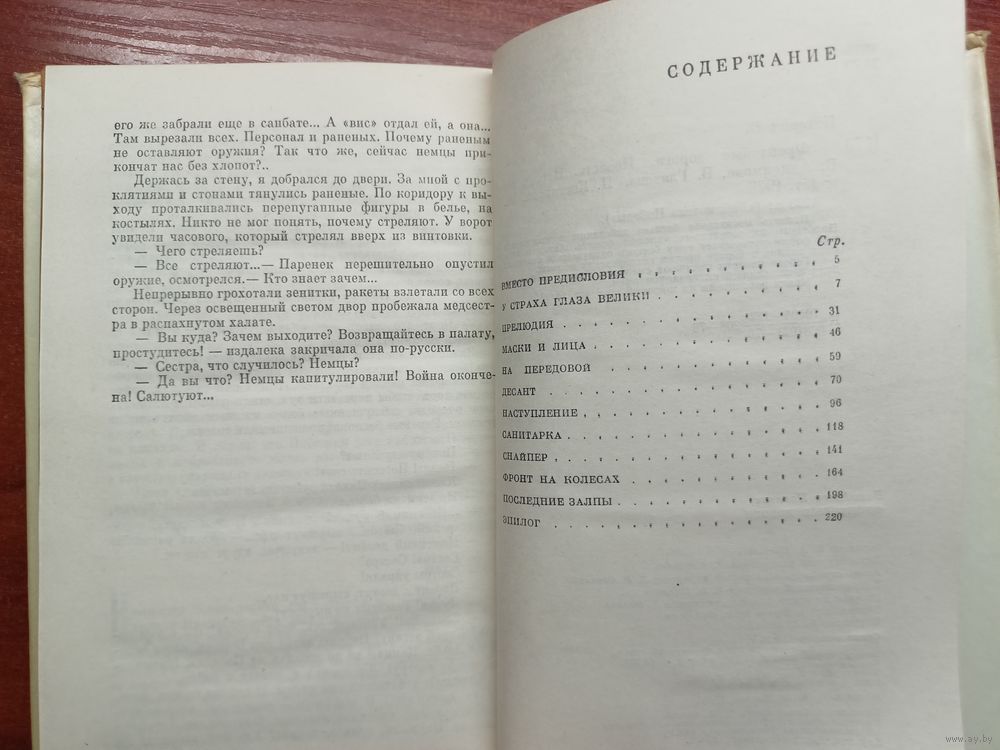 его же забрали еще в санбате... А «вис» отдал ей, а она...
Там вырезали всех. Персонал и раненых. Почему раненым
не оставляют оружия? Так что же, сейчас немцы при-
кончат нас без хлопот?..
Держась за стену, я добрался до двери. За мной с про-
клятиями и стонами тянулись раненые. По коридору к вы-
ходу проталкивались перепуганные фигуры в белье, на
костылях. Никто не мог понять, почему стреляют. У ворот
увидели часового, который стрелял вверх из винтовки.
— Чего стреляешь?
— Все стреляют...— Паренек нерешительно опустил
оружие, осмотрелся.— Кто знает зачем...
Непрерывно грохотали зенитки, ракеты взлетали со всех
сторон. Через освещенный светом двор пробежала медсест-
ра в распахнутом халате.
— Вы куда? Зачем выходите? Возвращайтесь в палату,
простудитесь! — издалека закричала она по-русски.
— Сестра, что случилось? Немцы?
— Да вы что? Немцы капитулировали! Война окончe-
на! Салютуют...
СОДЕРЖАНИЕ
Стр.
ВМЕСТО ПРЕДИСЛОВИЯ . . . . . . . . . . 5
У СТРАХА ГЛАЗА ВЕЛИКИ . . . . . . . . . 7
ПРЕЛЮДИЯ . . . . . . . . . . . . . 31
МАСКИ И ЛИЦА . . . . . . . . . . . . 46
НА ПЕРЕДОВОЙ . . . . . . . . . . . 59
ДЕСАНТ . . . . . . . . . . . . . . 70
НАСТУПЛЕНИЕ . . . . . . . . . . . . 96
САНИТАРКА . . . . . . . . . . . . . 118
СНАЙПЕР . . . . . . . . . . . . . . 141
ФРОНТ НА КОЛЕСАХ . . . . . . . . . . 164
ПОСЛЕДНИЕ ЗАЛПЫ . . . . . . . . . . . 198
ЭПИЛОГ . . . . . . . . . . . . . . 220
www.ay.by